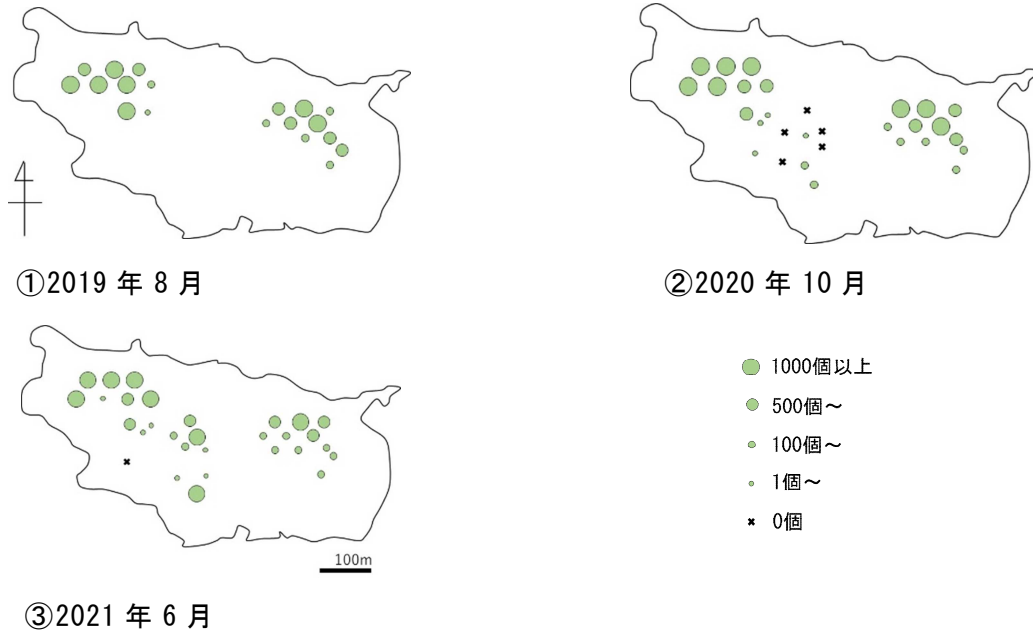 ①2019 年 8 月
②2020 年 10 月
1000個以上
500個～
100個～
1個～
0個
100m
③2021 年 6 月